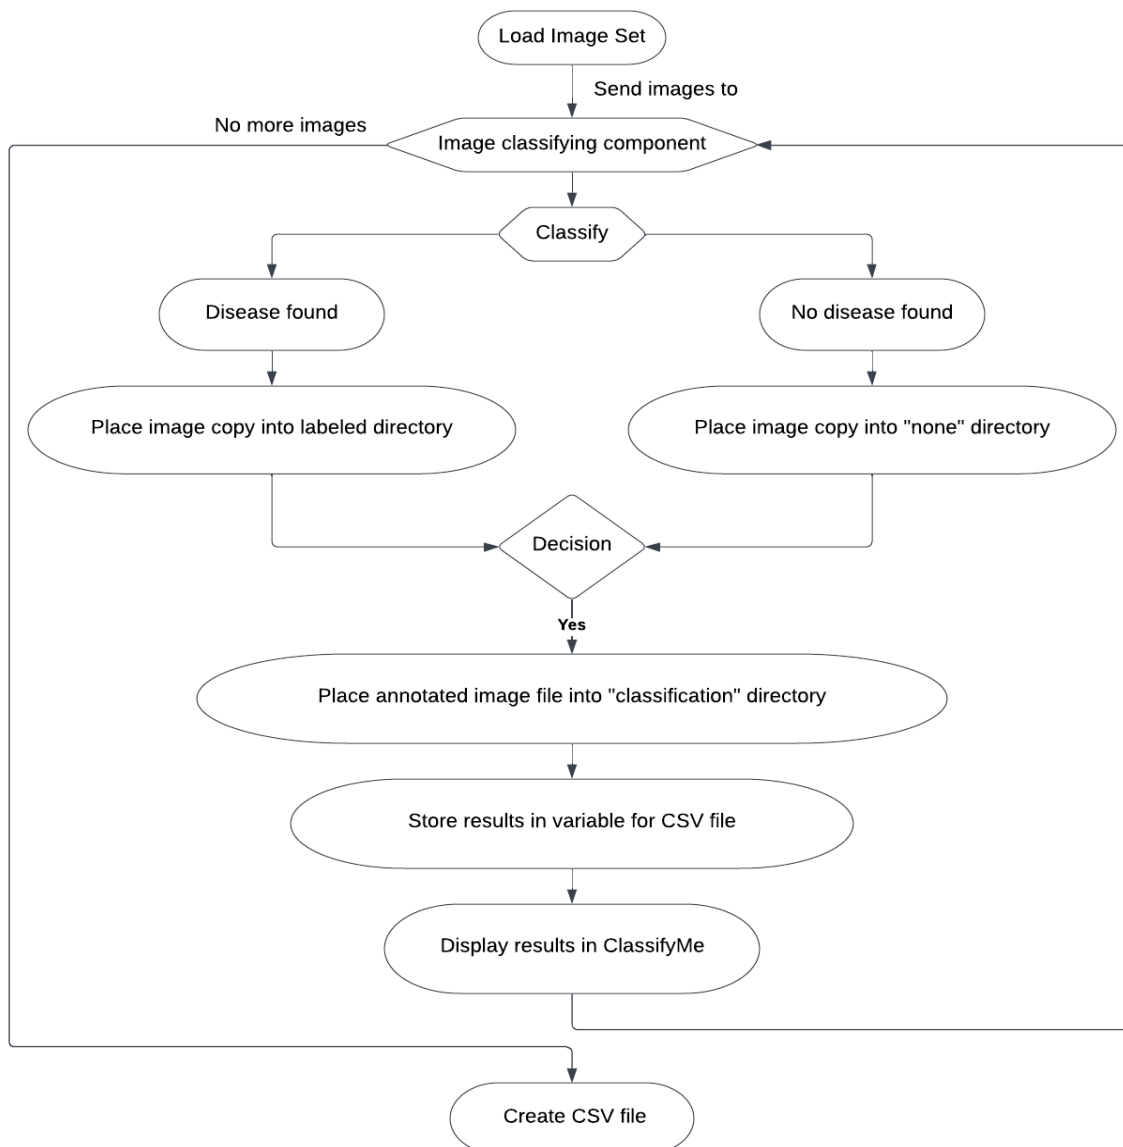 Load Image Set
Send images to
No more images
Image classifying component
Classify
Disease found
No disease found
Place image copy into labeled directory
Place image copy into "none" directory
Decision
Yes
Place annotated image file into "classification" directory
Store results in variable for CSV file
Display results in ClassifyMe
Create CSV file